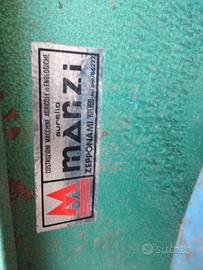 COSTRUZIONI MACCHINE AGRICOLE ed ENOLOGICHE
aurelio
manzi
ZEPPONAMI
subito